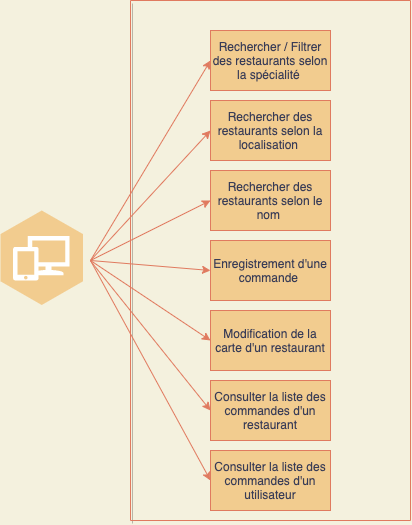 Rechercher / Filtrer
des restaurants selon
la spécialité
Rechercher des
restaurants selon la
localisation
Rechercher des
restaurants selon le
nom
Enregistrement d'une
commande
Modification de la
carte d'un restaurant
Consulter la liste des
commandes d'un
restaurant
Consulter la liste des
commandes d'un
utilisateur